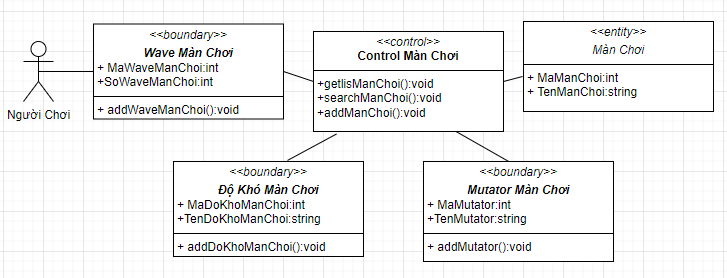 <<boundary>>
Wave Màn Chơi
+ MaWaveManChoi:int
+SoWaveManChoi:int
+ addWaveManChoi():void
Người Chơi
<<control>>
Control Màn Chơi
+getlisManChoi():void
+searchManChoi():void
+addManChoi():void
<<entity>>
Màn Chơi
+ MaManChoi:int
+ TenManChoi:string
<<boundary>>
Độ Khó Màn Chơi
+ MaDoKhoManChoi:int
+TenDoKhoManChoi:string
+ addDoKhoManChoi():void
<<boundary>>
Mutator Màn Chơi
+ MaMutator:int
+TenMutator:string
+ addMutator():void